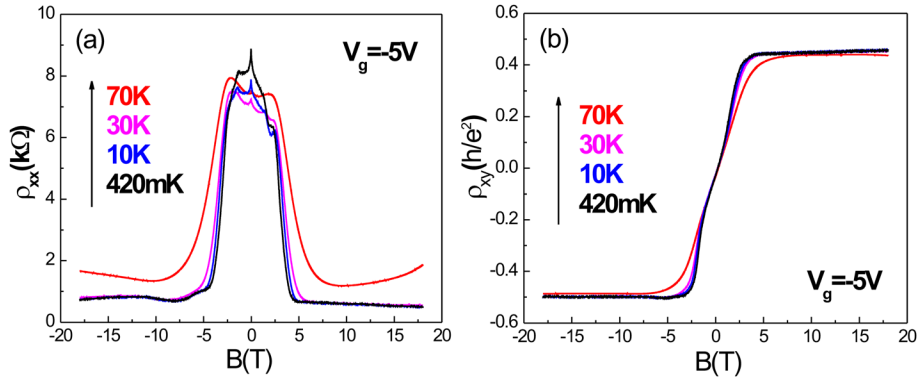 (a)
V_g=-5V
70K
30K
10K
420mK
ρ_xx(kΩ)
10
8
6
4
2
0
-20 -15 -10 -5 0 5 10 15 20
B(T)
(b)
70K
30K
10K
420mK
V_g=-5V
ρ_xy(h/e²)
0.6
0.4
0.2
0.0
-0.2
-0.4
-0.6
-20 -15 -10 -5 0 5 10 15 20
B(T)